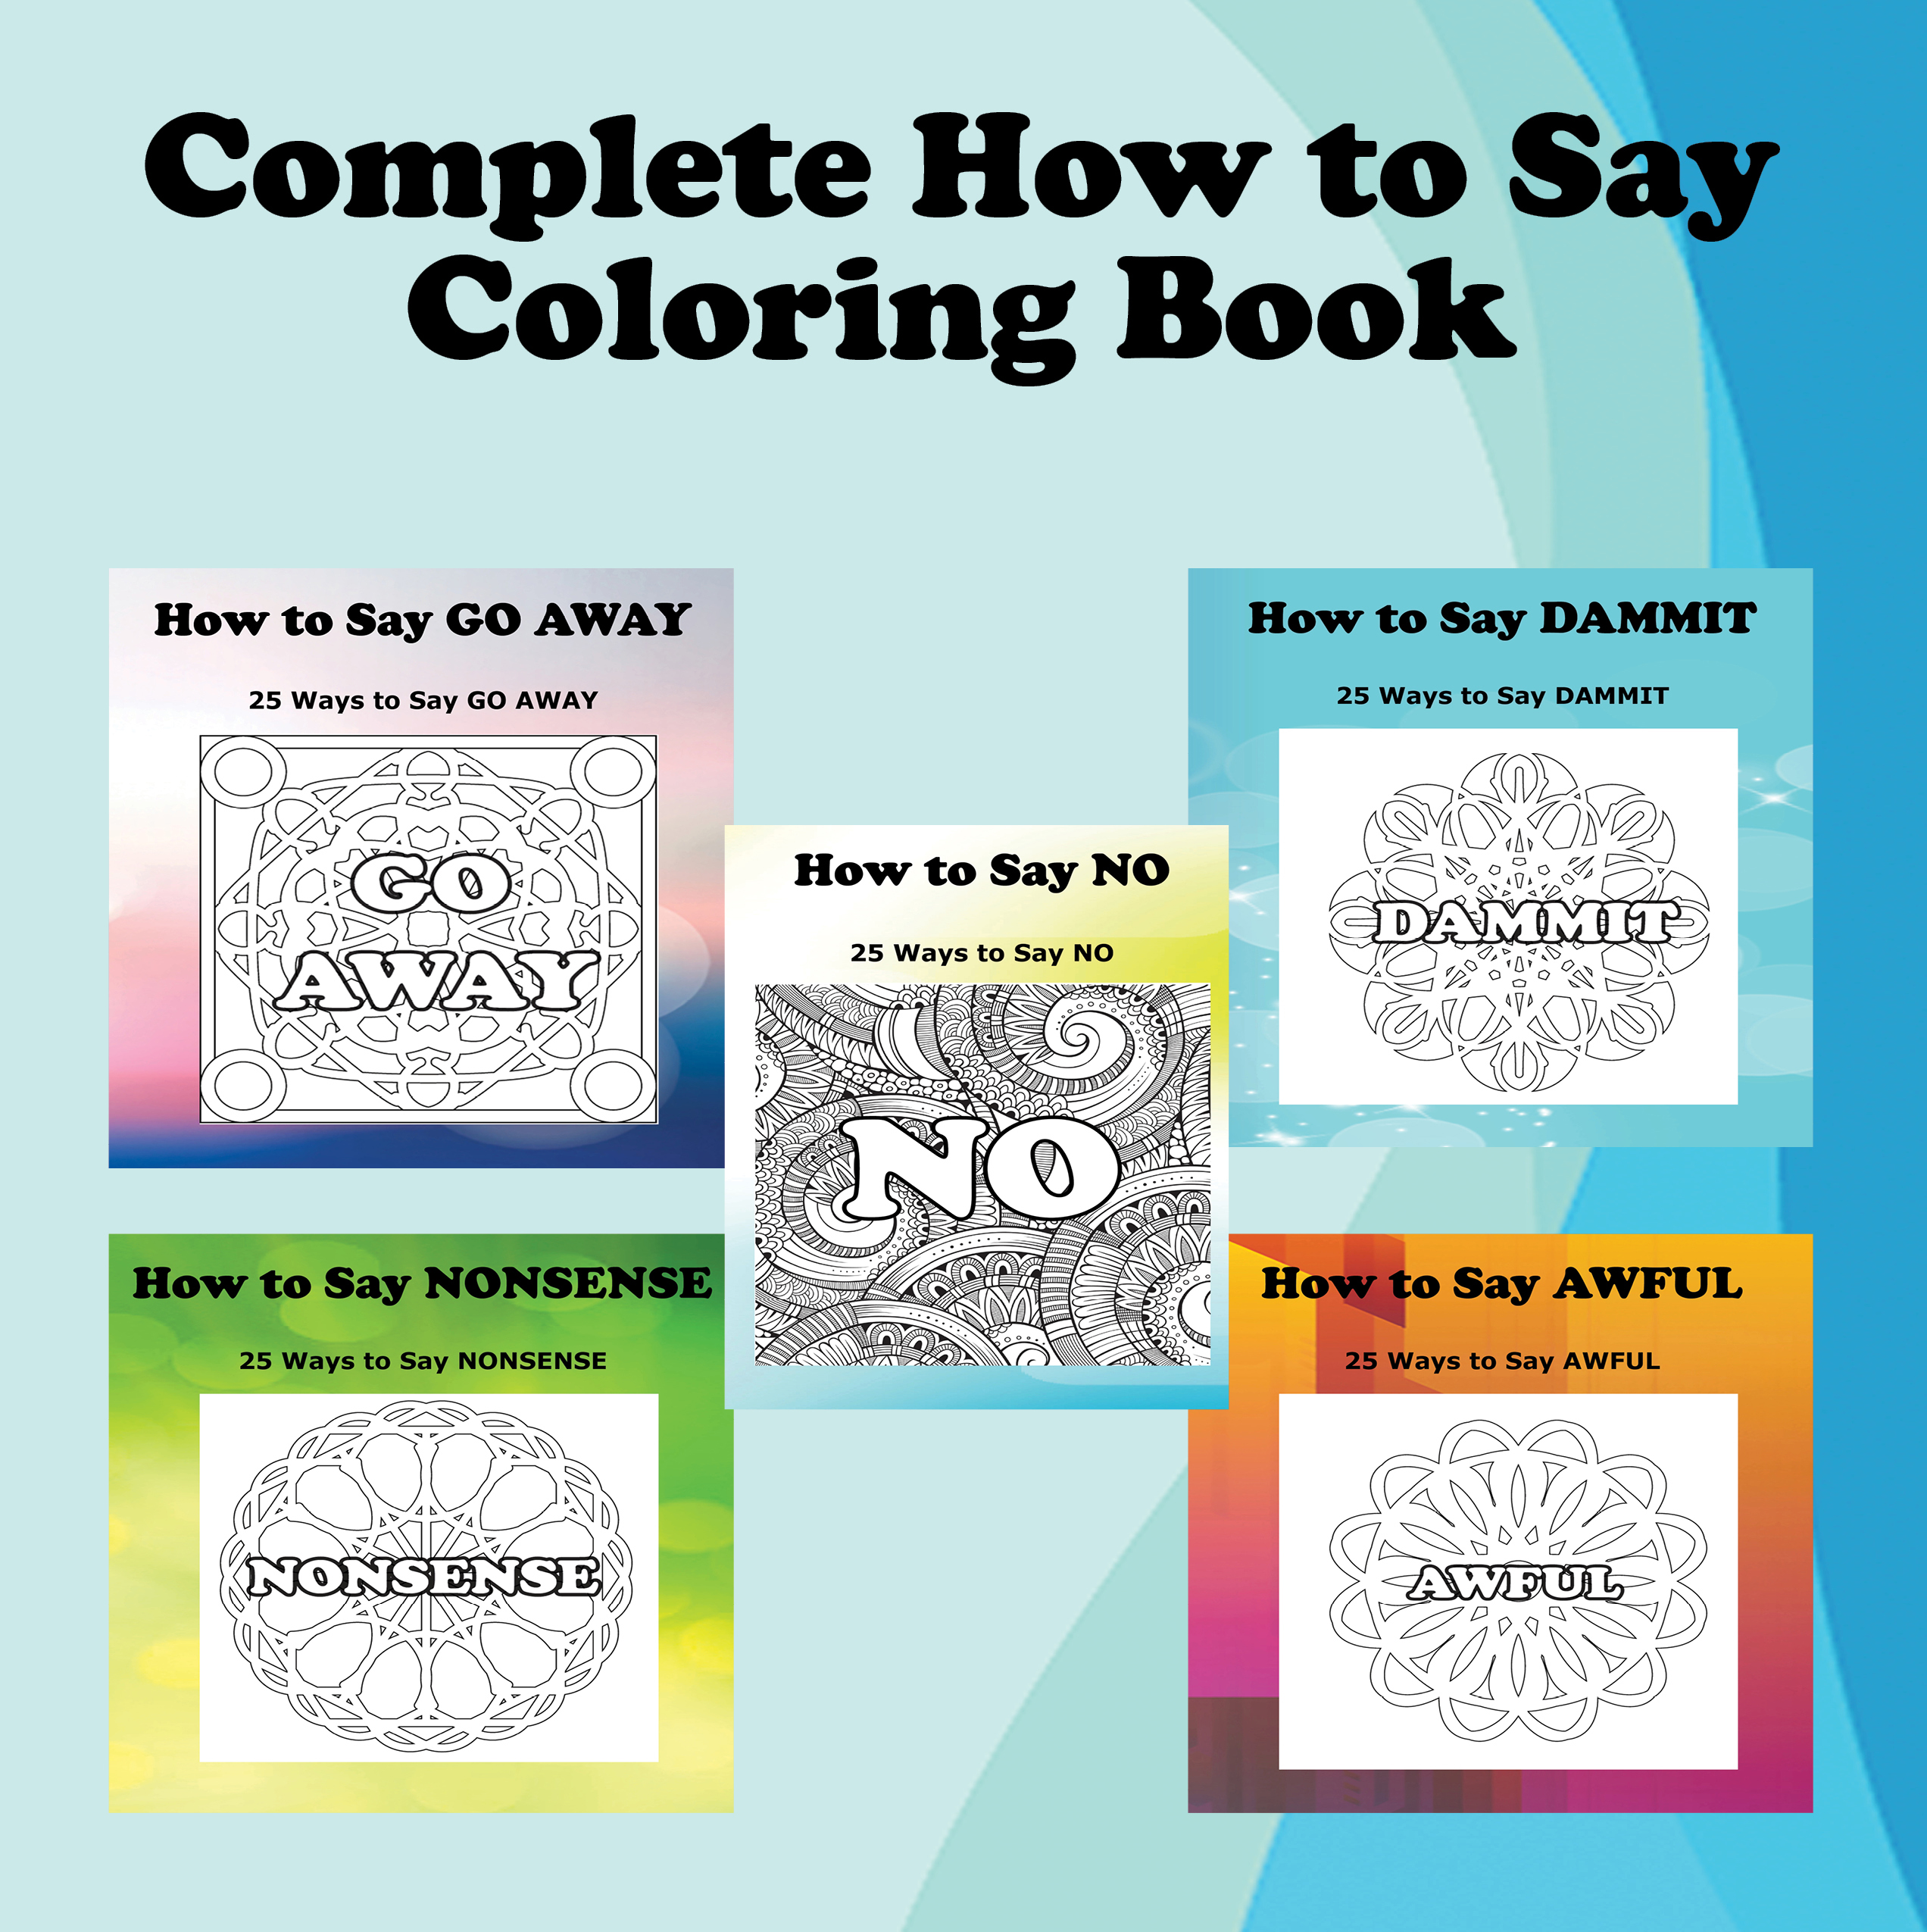 Complete How to Say
Coloring Book
How to Say GO AWAY
25 Ways to Say GO AWAY
GO
AWAY
How to Say DAMMIT
25 Ways to Say DAMMIT
DAMMIT
How to Say NO
25 Ways to Say NO
NO
How to Say NONSENSE
25 Ways to Say NONSENSE
NONSENSE
How to Say AWFUL
25 Ways to Say AWFUL
AWFUL